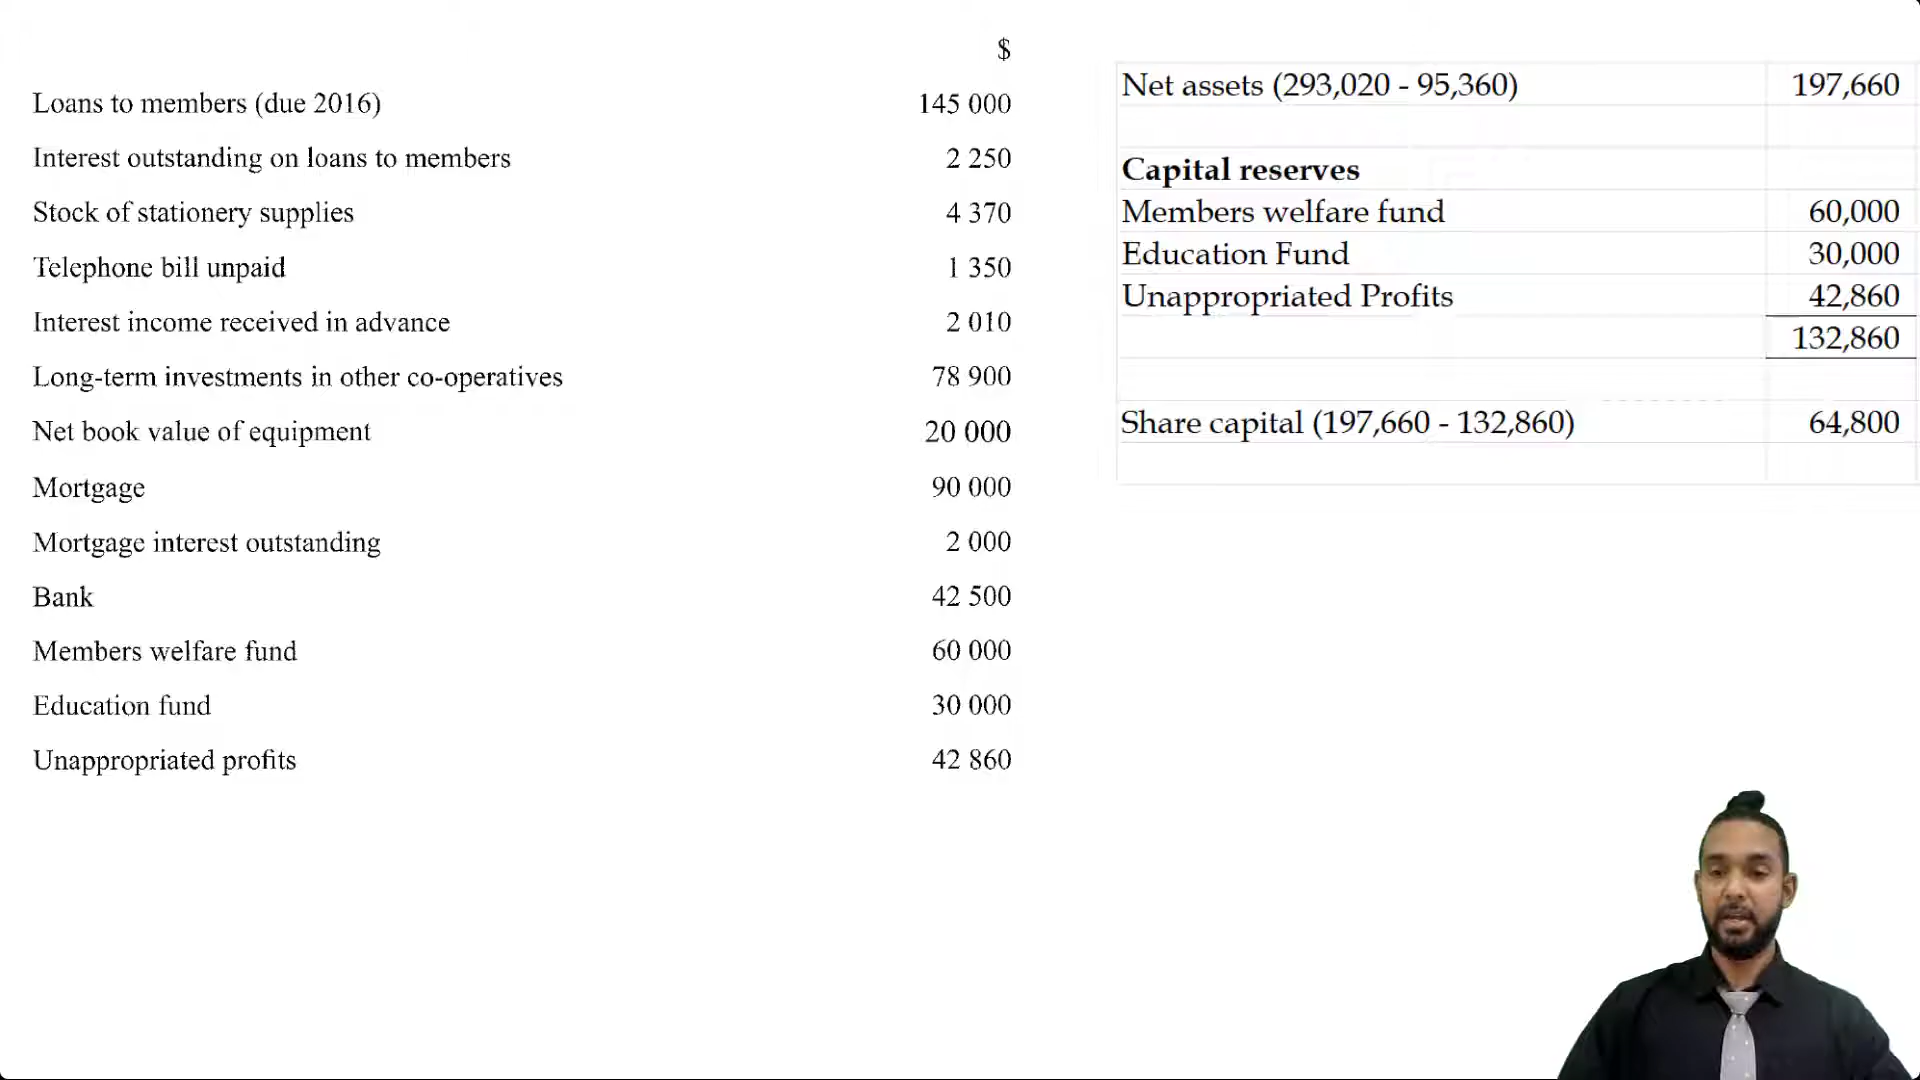 $
Loans to members (due 2016) 145 000
Interest outstanding on loans to members 2 250
Stock of stationery supplies 4 370
Telephone bill unpaid 1 350
Interest income received in advance 2 010
Long-term investments in other co-operatives 78 900
Net book value of equipment 20 000
Mortgage 90 000
Mortgage interest outstanding 2 000
Bank 42 500
Members welfare fund 60 000
Education fund 30 000
Unappropriated profits 42 860
Net assets (293,020 - 95,360) 197,660
Capital reserves
Members welfare fund 60,000
Education Fund 30,000
Unappropriated Profits 42,860
132,860
Share capital (197,660 - 132,860) 64,800